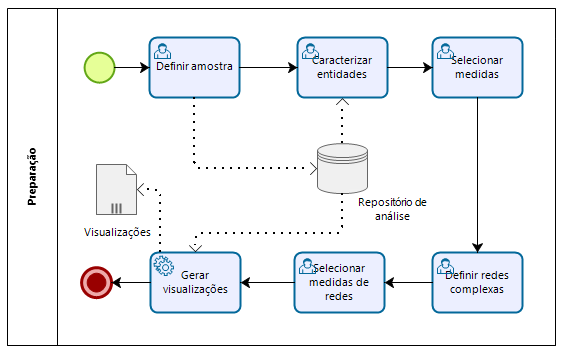 Preparação
Definir amostra
Caracterizar
entidades
Selecionar
medidas
Repositório de
análise
Visualizações
Gerar
visualizações
Selecionar
medidas de
redes
Definir redes
complexas